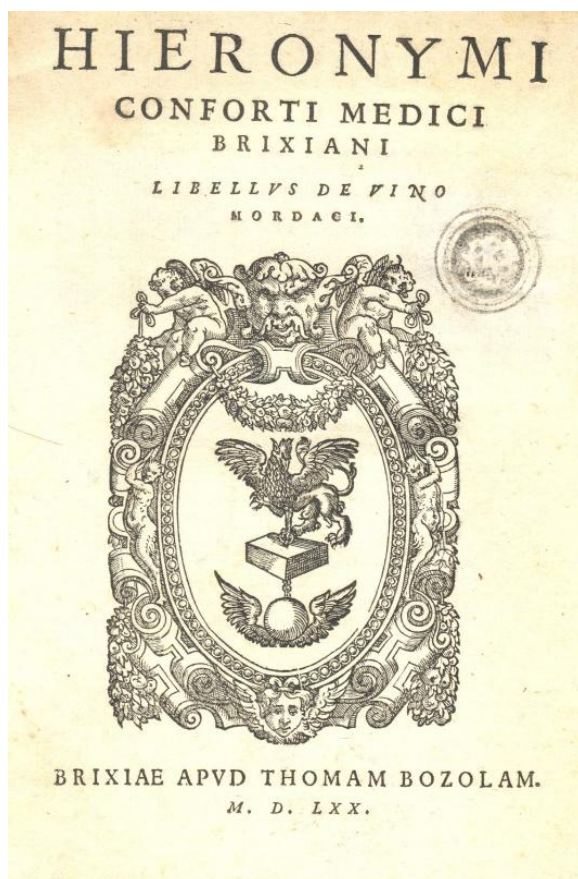 HIERONYMI
CONFORTI MEDICI
BRIXIANI
LIBELLVS DE VINO
MORDACI.
BRIXIAE APVD THOMAM BOZOLAM.
M. D. LXX.